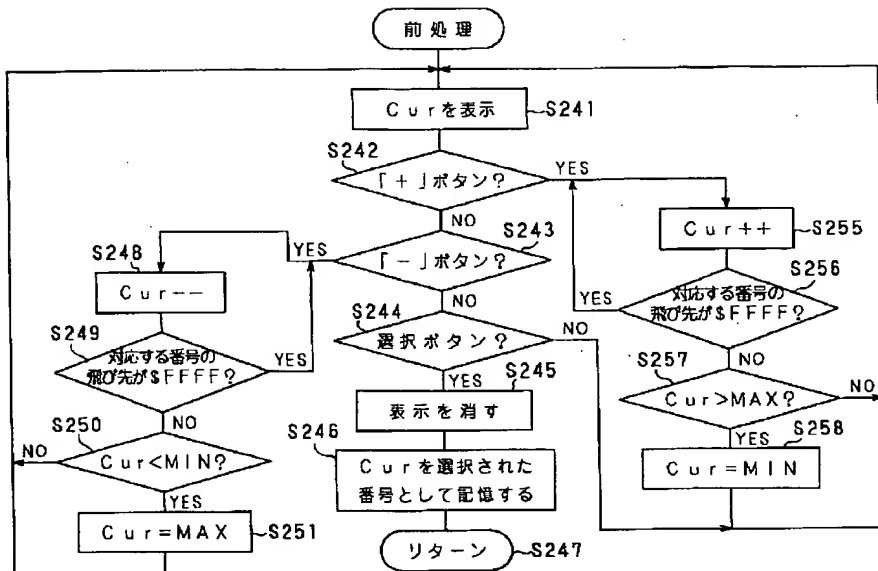 前処理
Curを表示
S241
S242
「+」ボタン?
YES
NO
S243
「-」ボタン?
YES
NO
S244
選択ボタン?
NO
YES
S245
表示を消す
S246
Curを選択された
番号として記憶する
リターン
S247
S248
Cur--
S249
対応する番号の
飛び先が$FFFF?
YES
NO
S250
Cur<MIN?
NO
YES
Cur=MAX
S251
Cur++
S255
S256
対応する番号の
飛び先が$FFFF?
YES
NO
S257
Cur>MAX?
NO
YES
S258
Cur=MIN